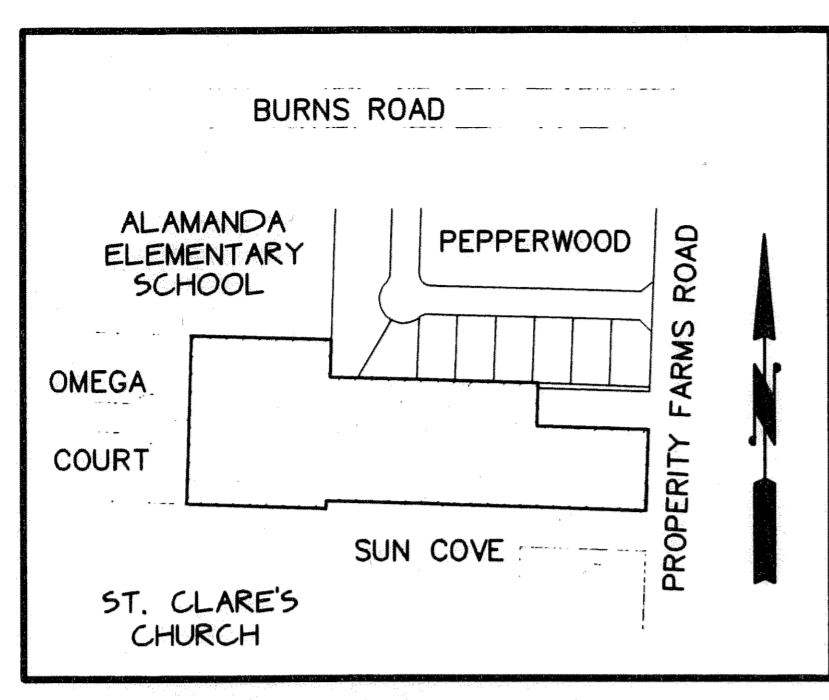 BURNS ROAD
ALAMANDA
ELEMENTARY
SCHOOL
PEPPERWOOD
PROPERITY FARMS ROAD
OMEGA
COURT
N
SUN COVE
ST. CLARE'S
CHURCH